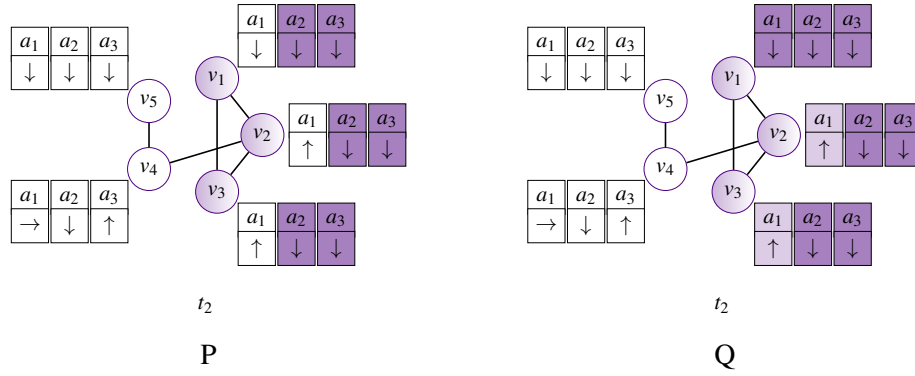 a₁ a₂ a₃
↓ ↓ ↓
a₁ a₂ a₃
↓ ↓ ↓
v₁
v₅
a₁ a₂ a₃
↑ ↓ ↓
v₂
v₄
v₃
a₁ a₂ a₃
→ ↓ ↑
a₁ a₂ a₃
↑ ↓ ↓
t₂
P
a₁ a₂ a₃
↓ ↓ ↓
a₁ a₂ a₃
↓ ↓ ↓
v₁
v₅
a₁ a₂ a₃
↑ ↓ ↓
v₂
v₄
v₃
a₁ a₂ a₃
→ ↓ ↑
a₁ a₂ a₃
↑ ↓ ↓
t₂
Q